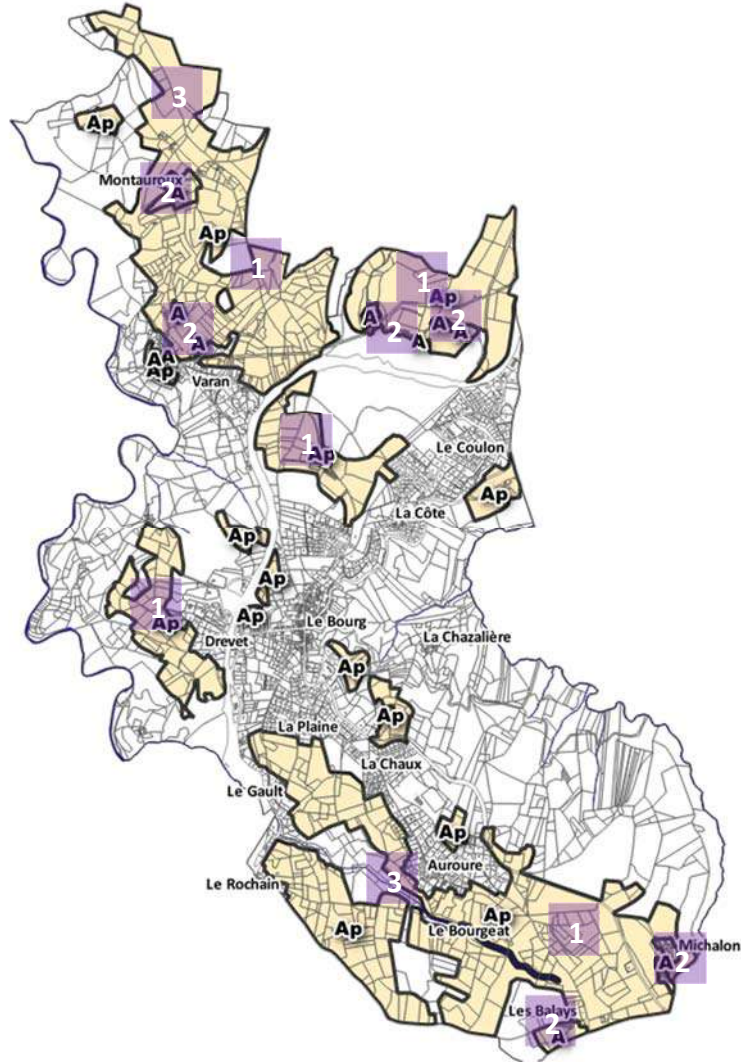 3
Ap
Montauroux
2
A
Ap
1
1
Ap
A
2
A
A
A
2
A
2
A
A
A
Ap
Varan
1
Ap
Le Coulon
Ap
La Côte
Ap
Ap
1
Ap
Ap
Drevet
Le Bourg
La Chazalière
Ap
Ap
La Plaine
La Chaux
Le Gault
Ap
Auroure
Le Rochain
3
Ap
Ap
Le Bourgeat
1
Michalon
A
2
Les Balays
2
A